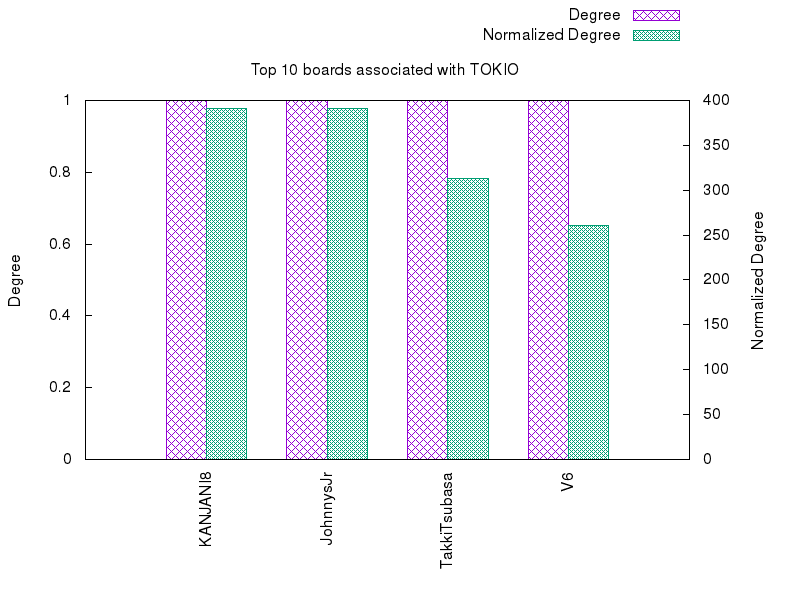 Degree
Normalized Degree
Top 10 boards associated with TOKIO
1
0.8
0.6
0.4
0.2
0
400
350
300
250
200
150
100
50
0
Degree
Normalized Degree
KANJANI8
JohnnysJr
TakkiTsubasa
V6